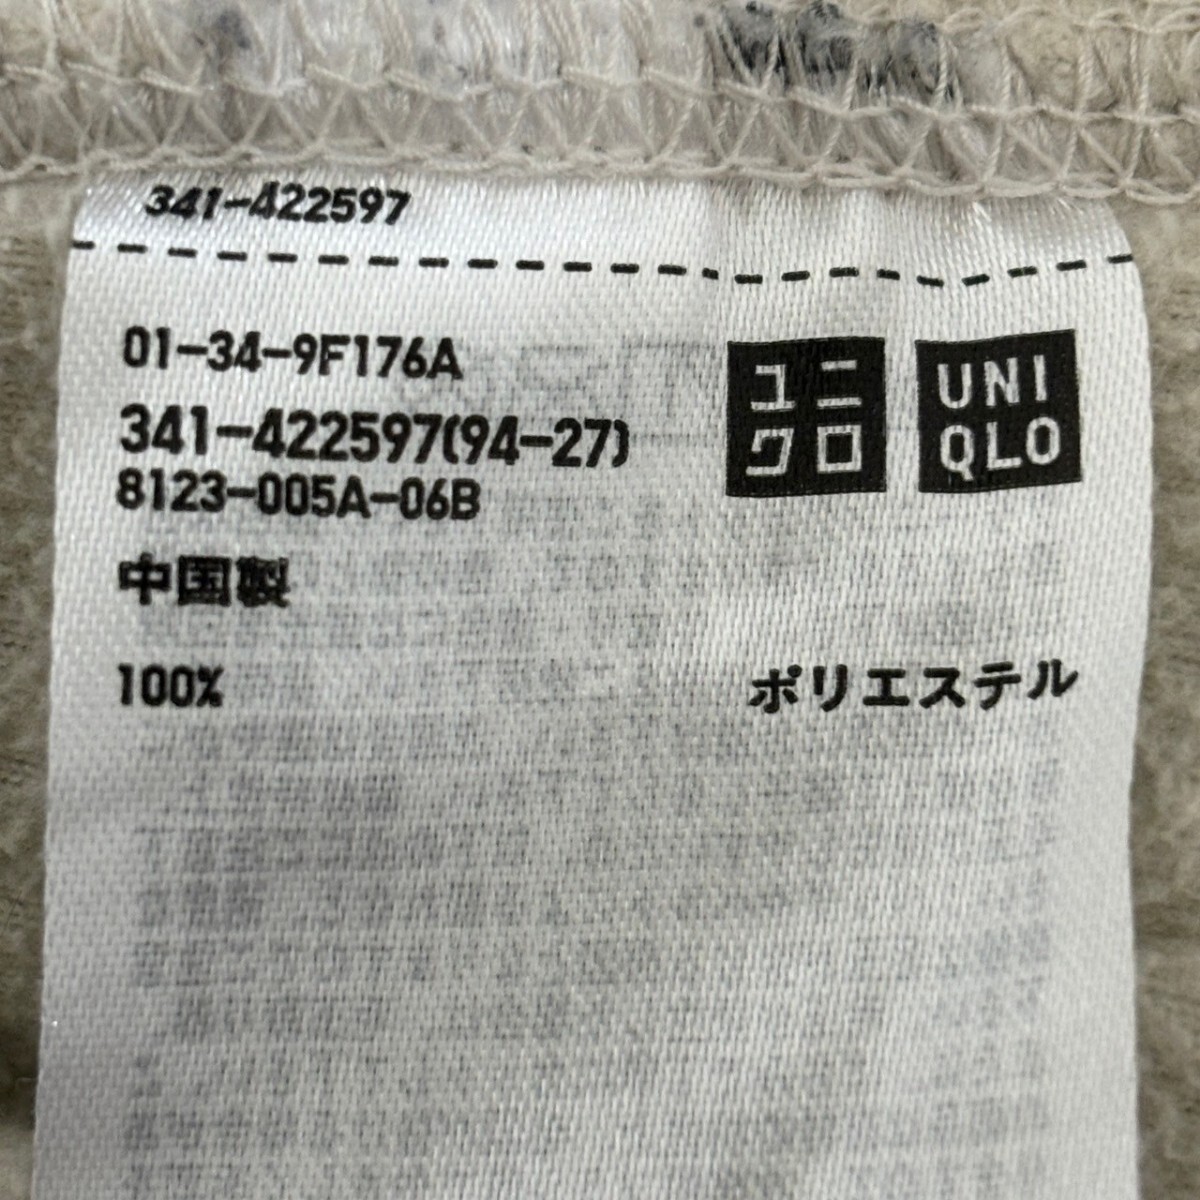 341-422597
01-34-9F176A
341-422597(94-27)
8123-005A-06B
ユニ
クロ
UNI
QLO
中国製
100% ポリエステル